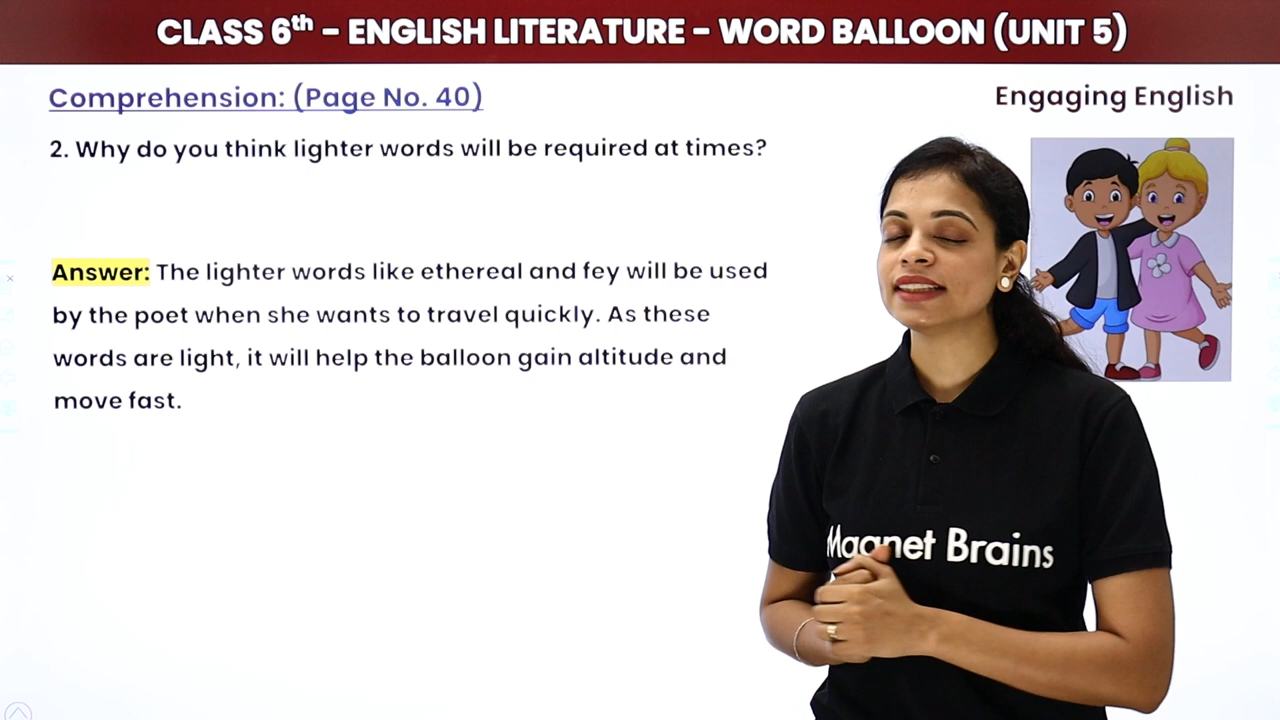 CLASS 6th – ENGLISH LITERATURE – WORD BALLOON (UNIT 5)
Comprehension: (Page No. 40)
Engaging English
2. Why do you think lighter words will be required at times?
Answer: The lighter words like ethereal and fey will be used
by the poet when she wants to travel quickly. As these
words are light, it will help the balloon gain altitude and
move fast.
Magnet Brains